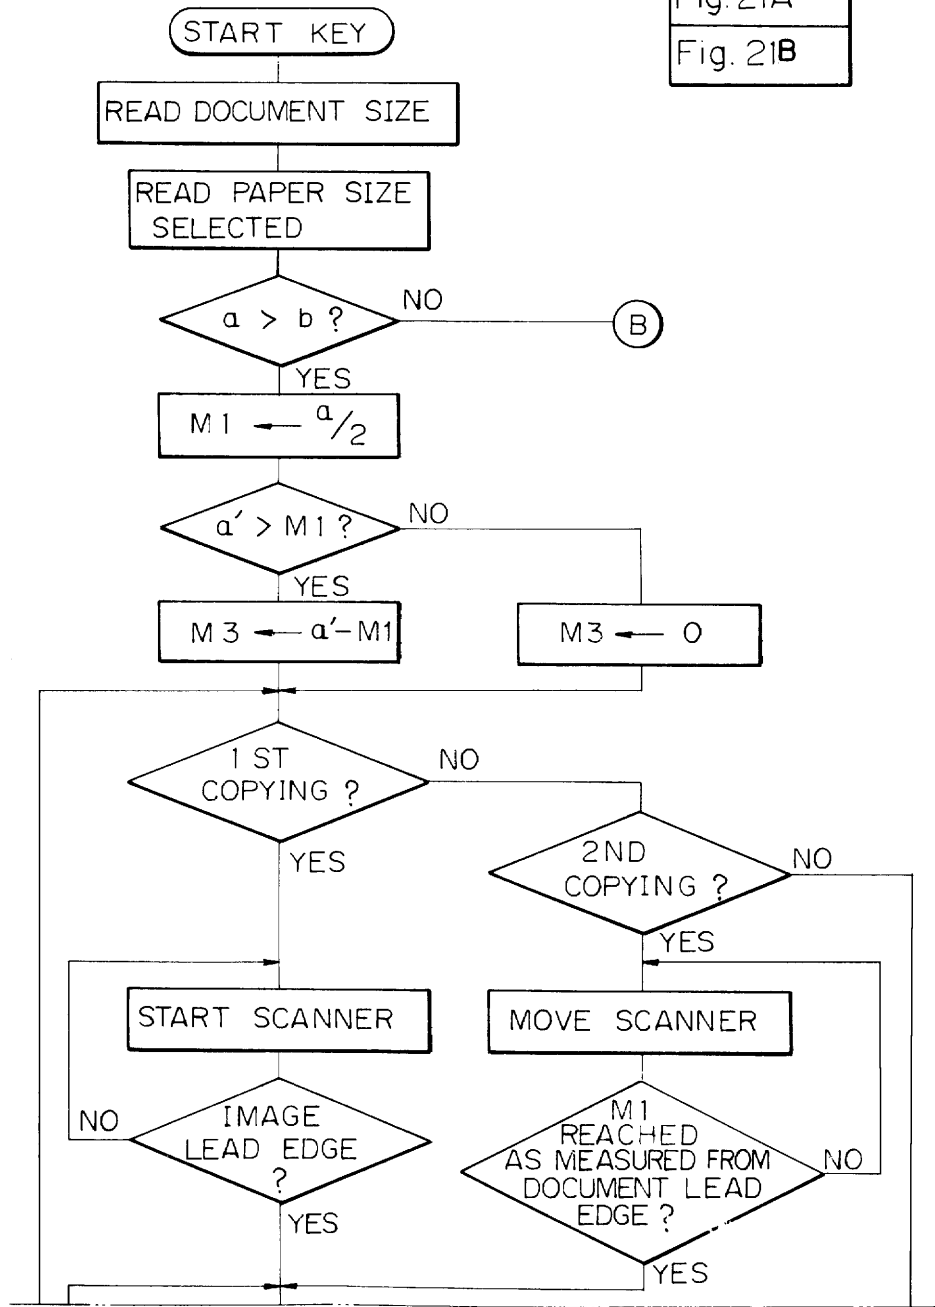 Fig. 21A
Fig. 21B
START KEY
READ DOCUMENT SIZE
READ PAPER SIZE
SELECTED
a > b ?
NO
B
YES
M1 ← a/2
a′ > M1 ?
NO
YES
M3 ← a′-M1
M3 ← 0
1 ST
COPYING ?
NO
YES
2ND
COPYING ?
NO
YES
START SCANNER
MOVE SCANNER
IMAGE
LEAD EDGE
?
NO
YES
M1
REACHED
AS MEASURED FROM
DOCUMENT LEAD
EDGE ?
NO
YES